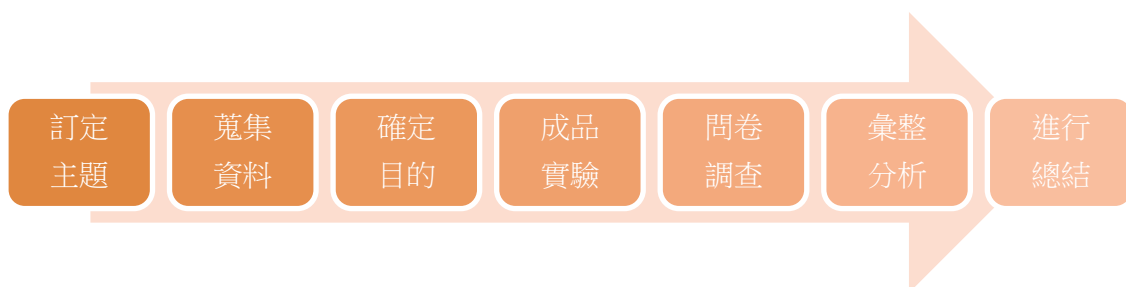 訂定
主題
蒐集
資料
確定
目的
成品
實驗
問卷
調查
彙整
分析
進行
總結